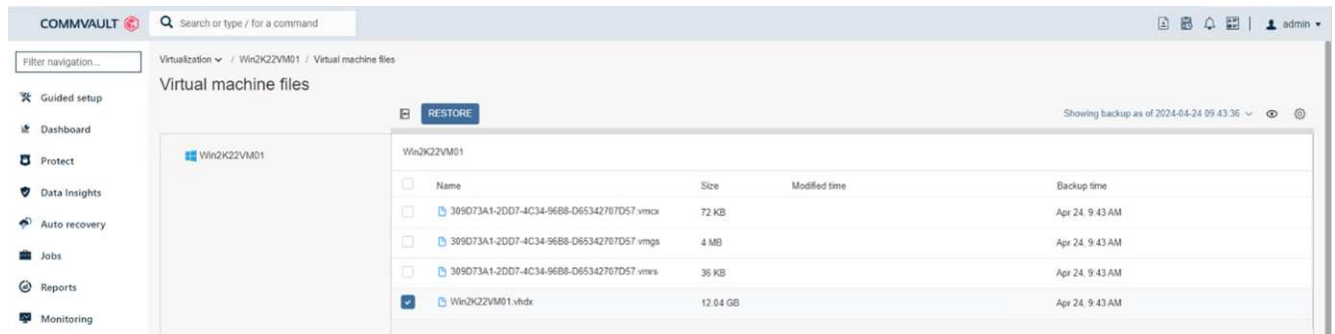 COMMVAULT Search or type / for a command admin
Filter navigation... Virtualization / Win2K22VM01 / Virtual machine files
Virtual machine files
Guided setup
RESTORE Showing backup as of 2024-04-24 09:43:36
Dashboard
Protect Win2K22VM01 Win2K22VM01
Name Size Modified time Backup time
Data Insights
309D73A1-2DD7-4C34-96B8-D65342707D57.vmcx 72 KB Apr 24, 9:43 AM
Auto recovery
309D73A1-2DD7-4C34-96B8-D65342707D57.vmgs 4 MB Apr 24, 9:43 AM
Jobs
309D73A1-2DD7-4C34-96B8-D65342707D57.vmrs 36 KB Apr 24, 9:43 AM
Reports
Win2K22VM01.vhdx 12.04 GB Apr 24, 9:43 AM
Monitoring